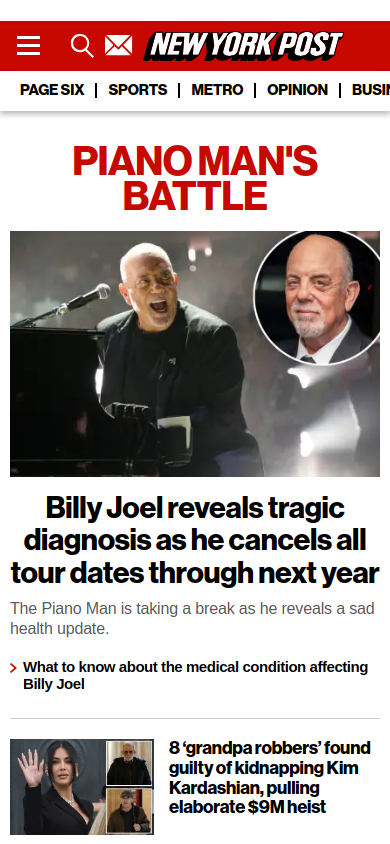 NEW YORK POST
PAGE SIX
SPORTS
METRO
OPINION
BUSIN
PIANO MAN'S
BATTLE
Billy Joel reveals tragic
diagnosis as he cancels all
tour dates through next year
The Piano Man is taking a break as he reveals a sad
health update.
What to know about the medical condition affecting
Billy Joel
8 ‘grandpa robbers’ found
guilty of kidnapping Kim
Kardashian, pulling
elaborate $9M heist